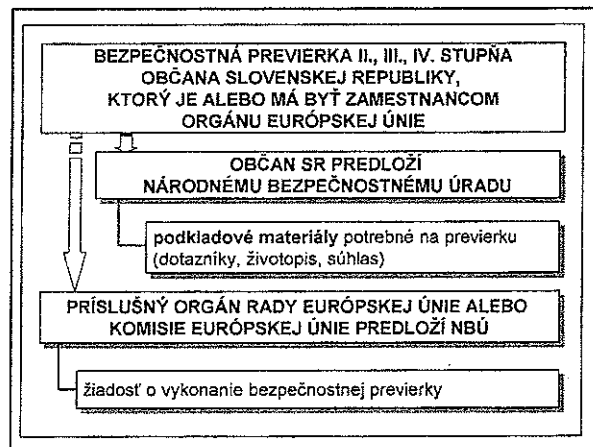 BEZPEČNOSTNÁ PREVIERKA II., III., IV. STUPŇA
OBČANA SLOVENSKEJ REPUBLIKY,
KTORÝ JE ALEBO MÁ BYŤ ZAMESTNANCOM
ORGÁNU EURÓPSKEJ ÚNIE
OBČAN SR PREDLOŽÍ
NÁRODNÉMU BEZPEČNOSTNÉMU ÚRADU
podkladové materiály potrebné na previerku
(dotazníky, životopis, súhlas)
PRÍSLUŠNÝ ORGÁN RADY EURÓPSKEJ ÚNIE ALEBO
KOMISIE EURÓPSKEJ ÚNIE PREDLOŽÍ NBÚ
žiadosť o vykonanie bezpečnostnej previerky